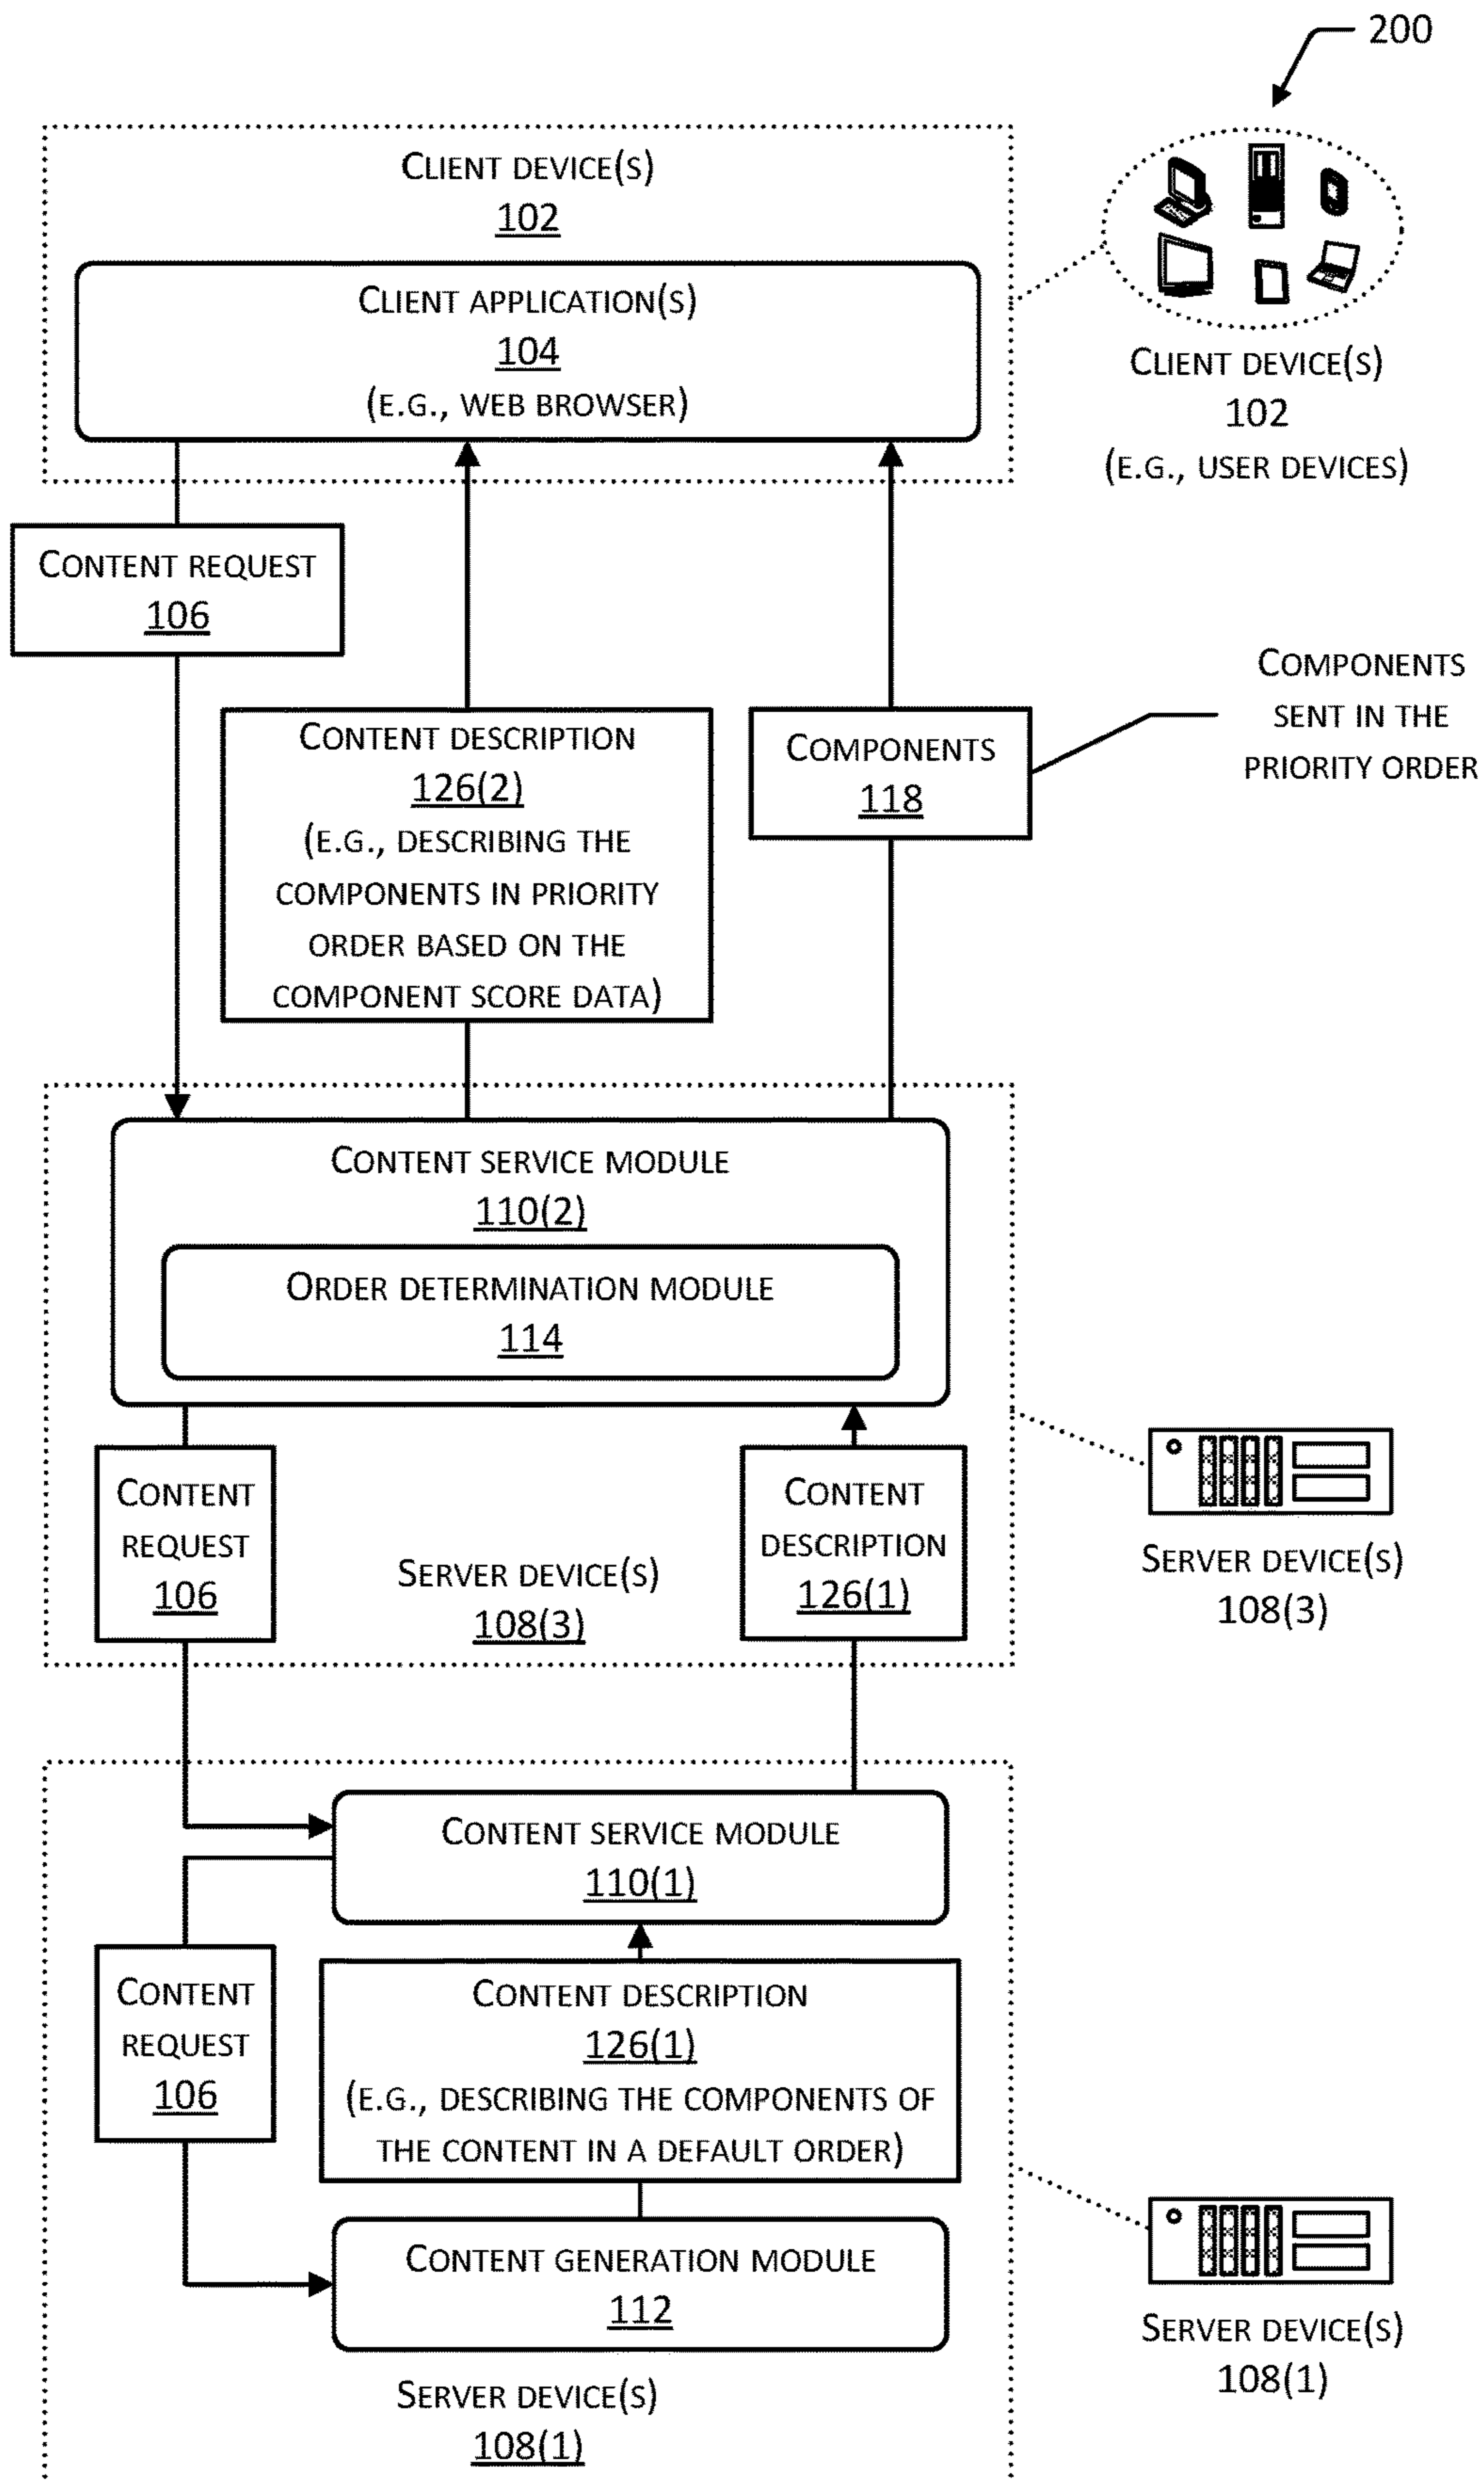 200
CLIENT DEVICE(S)
102
CLIENT APPLICATION(S)
104
(E.G., WEB BROWSER)
CLIENT DEVICE(S)
102
(E.G., USER DEVICES)
CONTENT REQUEST
106
CONTENT DESCRIPTION
126(2)
(E.G., DESCRIBING THE
COMPONENTS IN PRIORITY
ORDER BASED ON THE
COMPONENT SCORE DATA)
COMPONENTS
118
COMPONENTS
SENT IN THE
PRIORITY ORDER
CONTENT SERVICE MODULE
110(2)
ORDER DETERMINATION MODULE
114
CONTENT
REQUEST
106
SERVER DEVICE(S)
108(3)
CONTENT
DESCRIPTION
126(1)
SERVER DEVICE(S)
108(3)
CONTENT SERVICE MODULE
110(1)
CONTENT
REQUEST
106
CONTENT DESCRIPTION
126(1)
(E.G., DESCRIBING THE COMPONENTS OF
THE CONTENT IN A DEFAULT ORDER)
CONTENT GENERATION MODULE
112
SERVER DEVICE(S)
108(1)
SERVER DEVICE(S)
108(1)